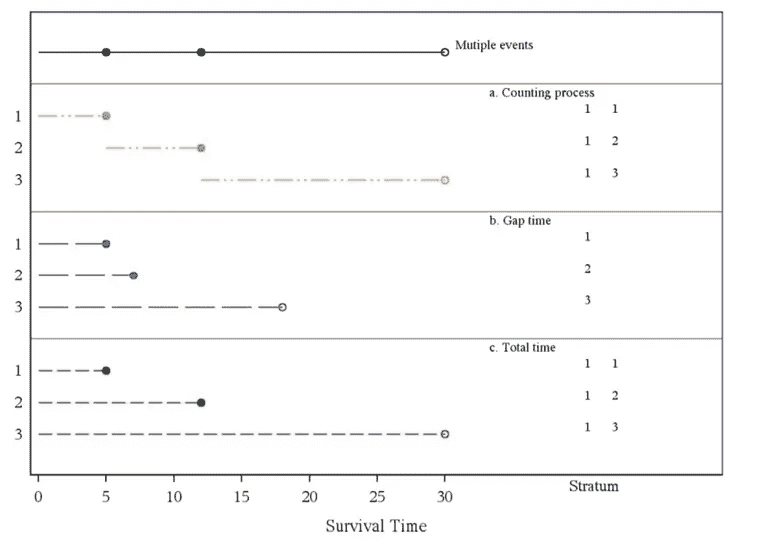 Mutiple events
a. Counting process
1 1 1
2 1 2
3 1 3
b. Gap time
1 1
2 2
3 3
c. Total time
1 1 1
2 1 2
3 1 3
0 5 10 15 20 25 30 Stratum
Survival Time